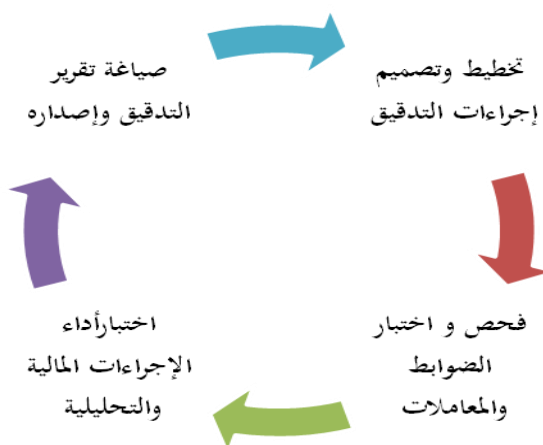 تخطيط وتصميم
إجراءات التدقيق
فحص و اختبار
الضوابط
والمعاملات
اختبارأداء
الإجراءات المالية
والتحليلية
صياغة تقرير
التدقيق وإصداره